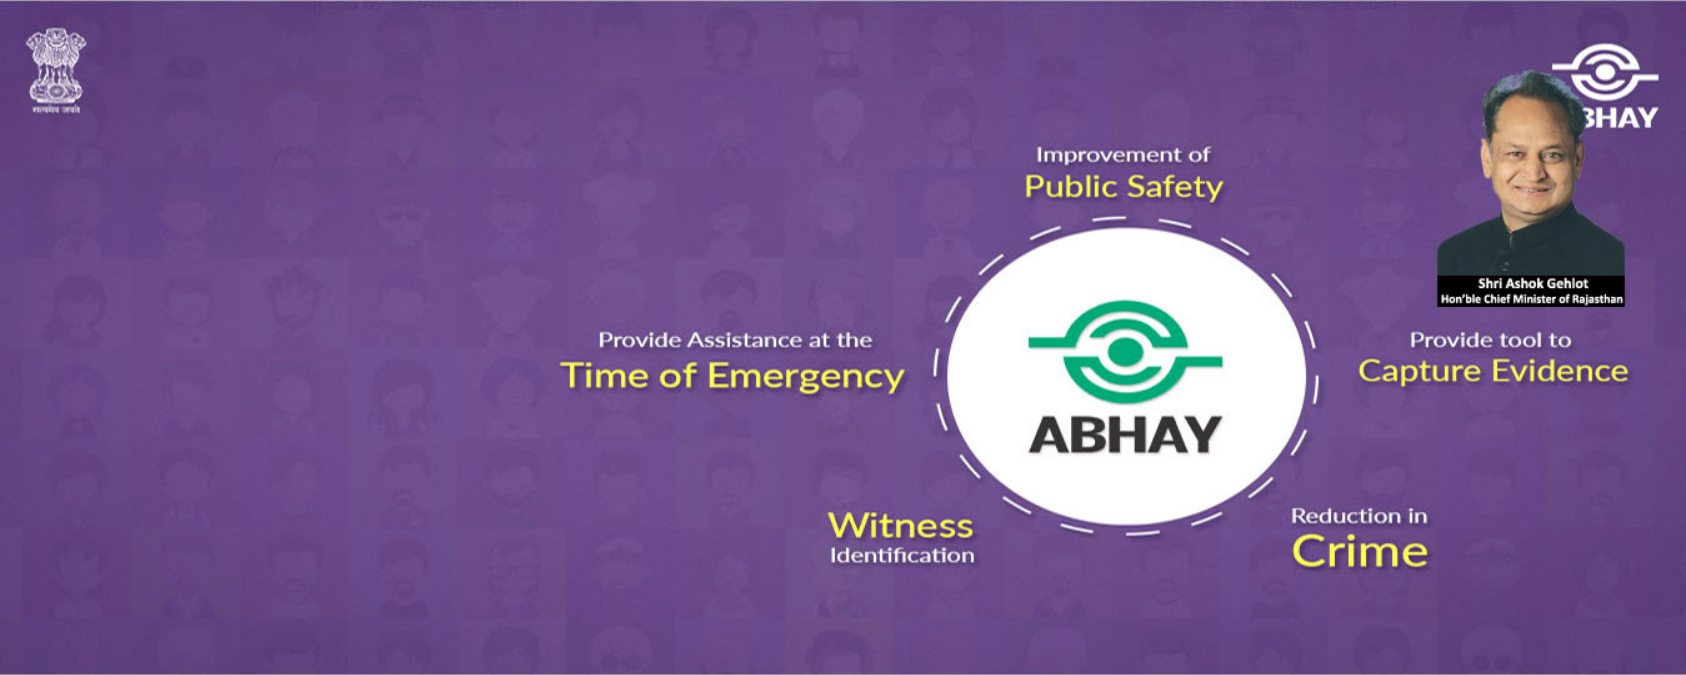 सत्यमेव जयते
BHAY
Improvement of
Public Safety
Shri Ashok Gehlot
Hon'ble Chief Minister of Rajasthan
Provide Assistance at the
Time of Emergency
Provide tool to
Capture Evidence
ABHAY
Witness
Identification
Reduction in
Crime